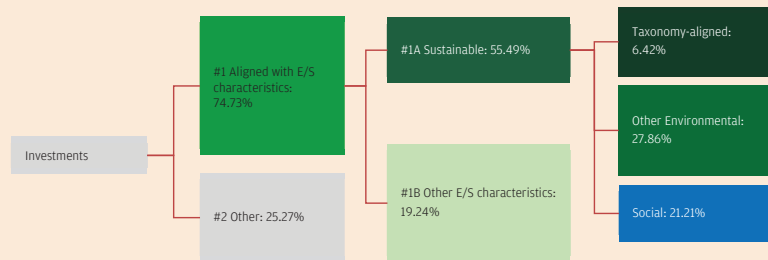 Investments
#1 Aligned with E/S
characteristics:
74.73%
#2 Other: 25.27%
#1A Sustainable: 55.49%
#1B Other E/S characteristics:
19.24%
Taxonomy-aligned:
6.42%
Other Environmental:
27.86%
Social: 21.21%